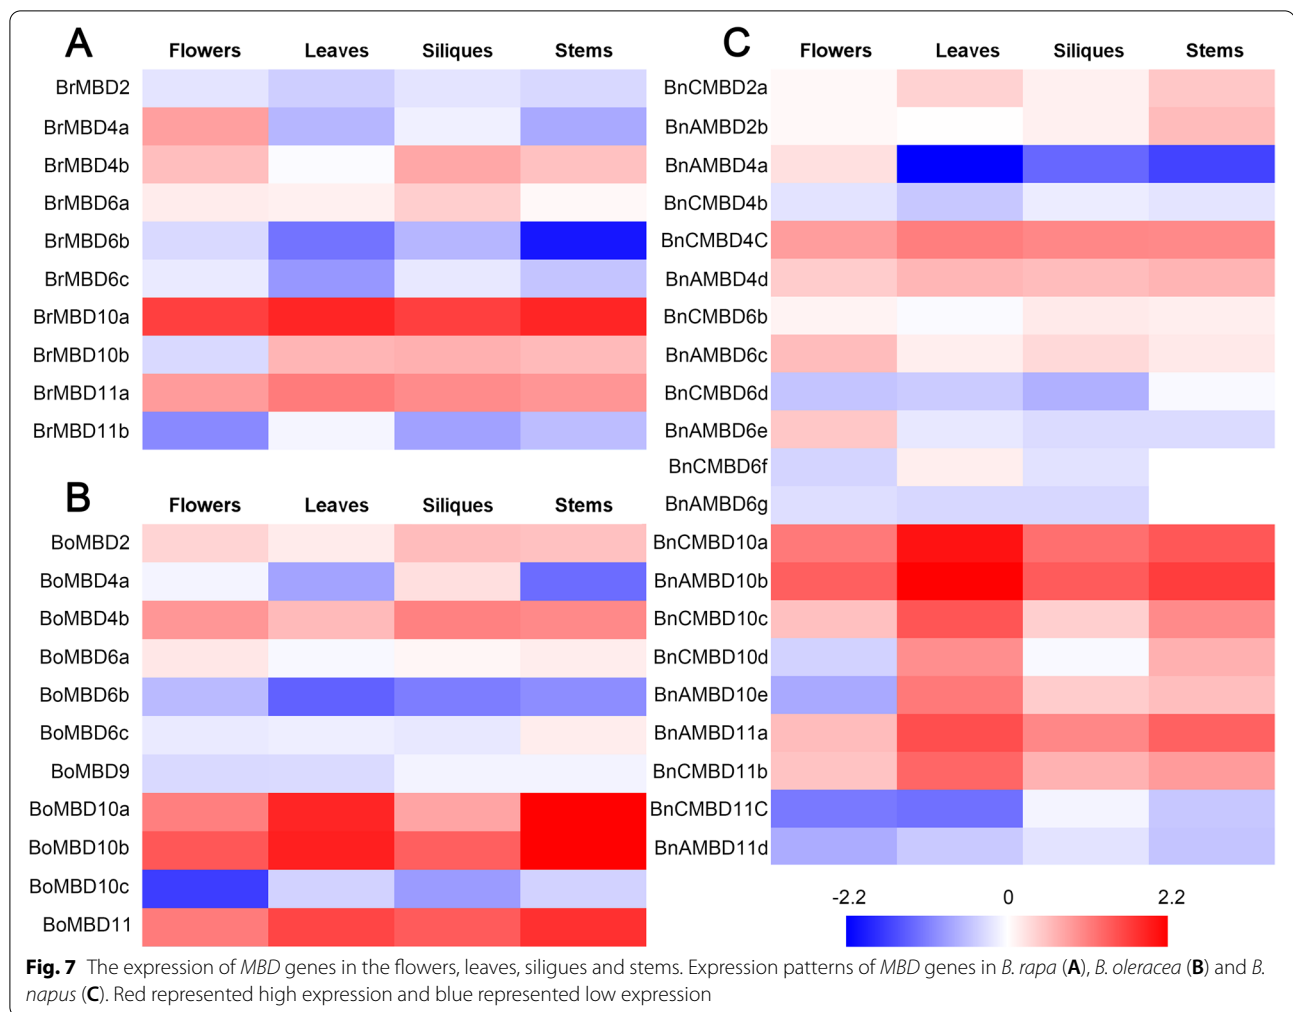 A
Flowers Leaves Siliques Stems
BrMBD2
BrMBD4a
BrMBD4b
BrMBD6a
BrMBD6b
BrMBD6c
BrMBD10a
BrMBD10b
BrMBD11a
BrMBD11b
B
Flowers Leaves Siliques Stems
BoMBD2
BoMBD4a
BoMBD4b
BoMBD6a
BoMBD6b
BoMBD6c
BoMBD9
BoMBD10a
BoMBD10b
BoMBD10c
BoMBD11
C
Flowers Leaves Siliques Stems
BnCMBD2a
BnAMBD2b
BnAMBD4a
BnCMBD4b
BnCMBD4C
BnAMBD4d
BnCMBD6b
BnAMBD6c
BnCMBD6d
BnAMBD6e
BnCMBD6f
BnAMBD6g
BnCMBD10a
BnAMBD10b
BnCMBD10c
BnCMBD10d
BnAMBD10e
BnAMBD11a
BnCMBD11b
BnCMBD11C
BnAMBD11d
-2.2 0 2.2
Fig. 7 The expression of MBD genes in the flowers, leaves, siligues and stems. Expression patterns of MBD genes in B. rapa (A), B. oleracea (B) and B.
napus (C). Red represented high expression and blue represented low expression